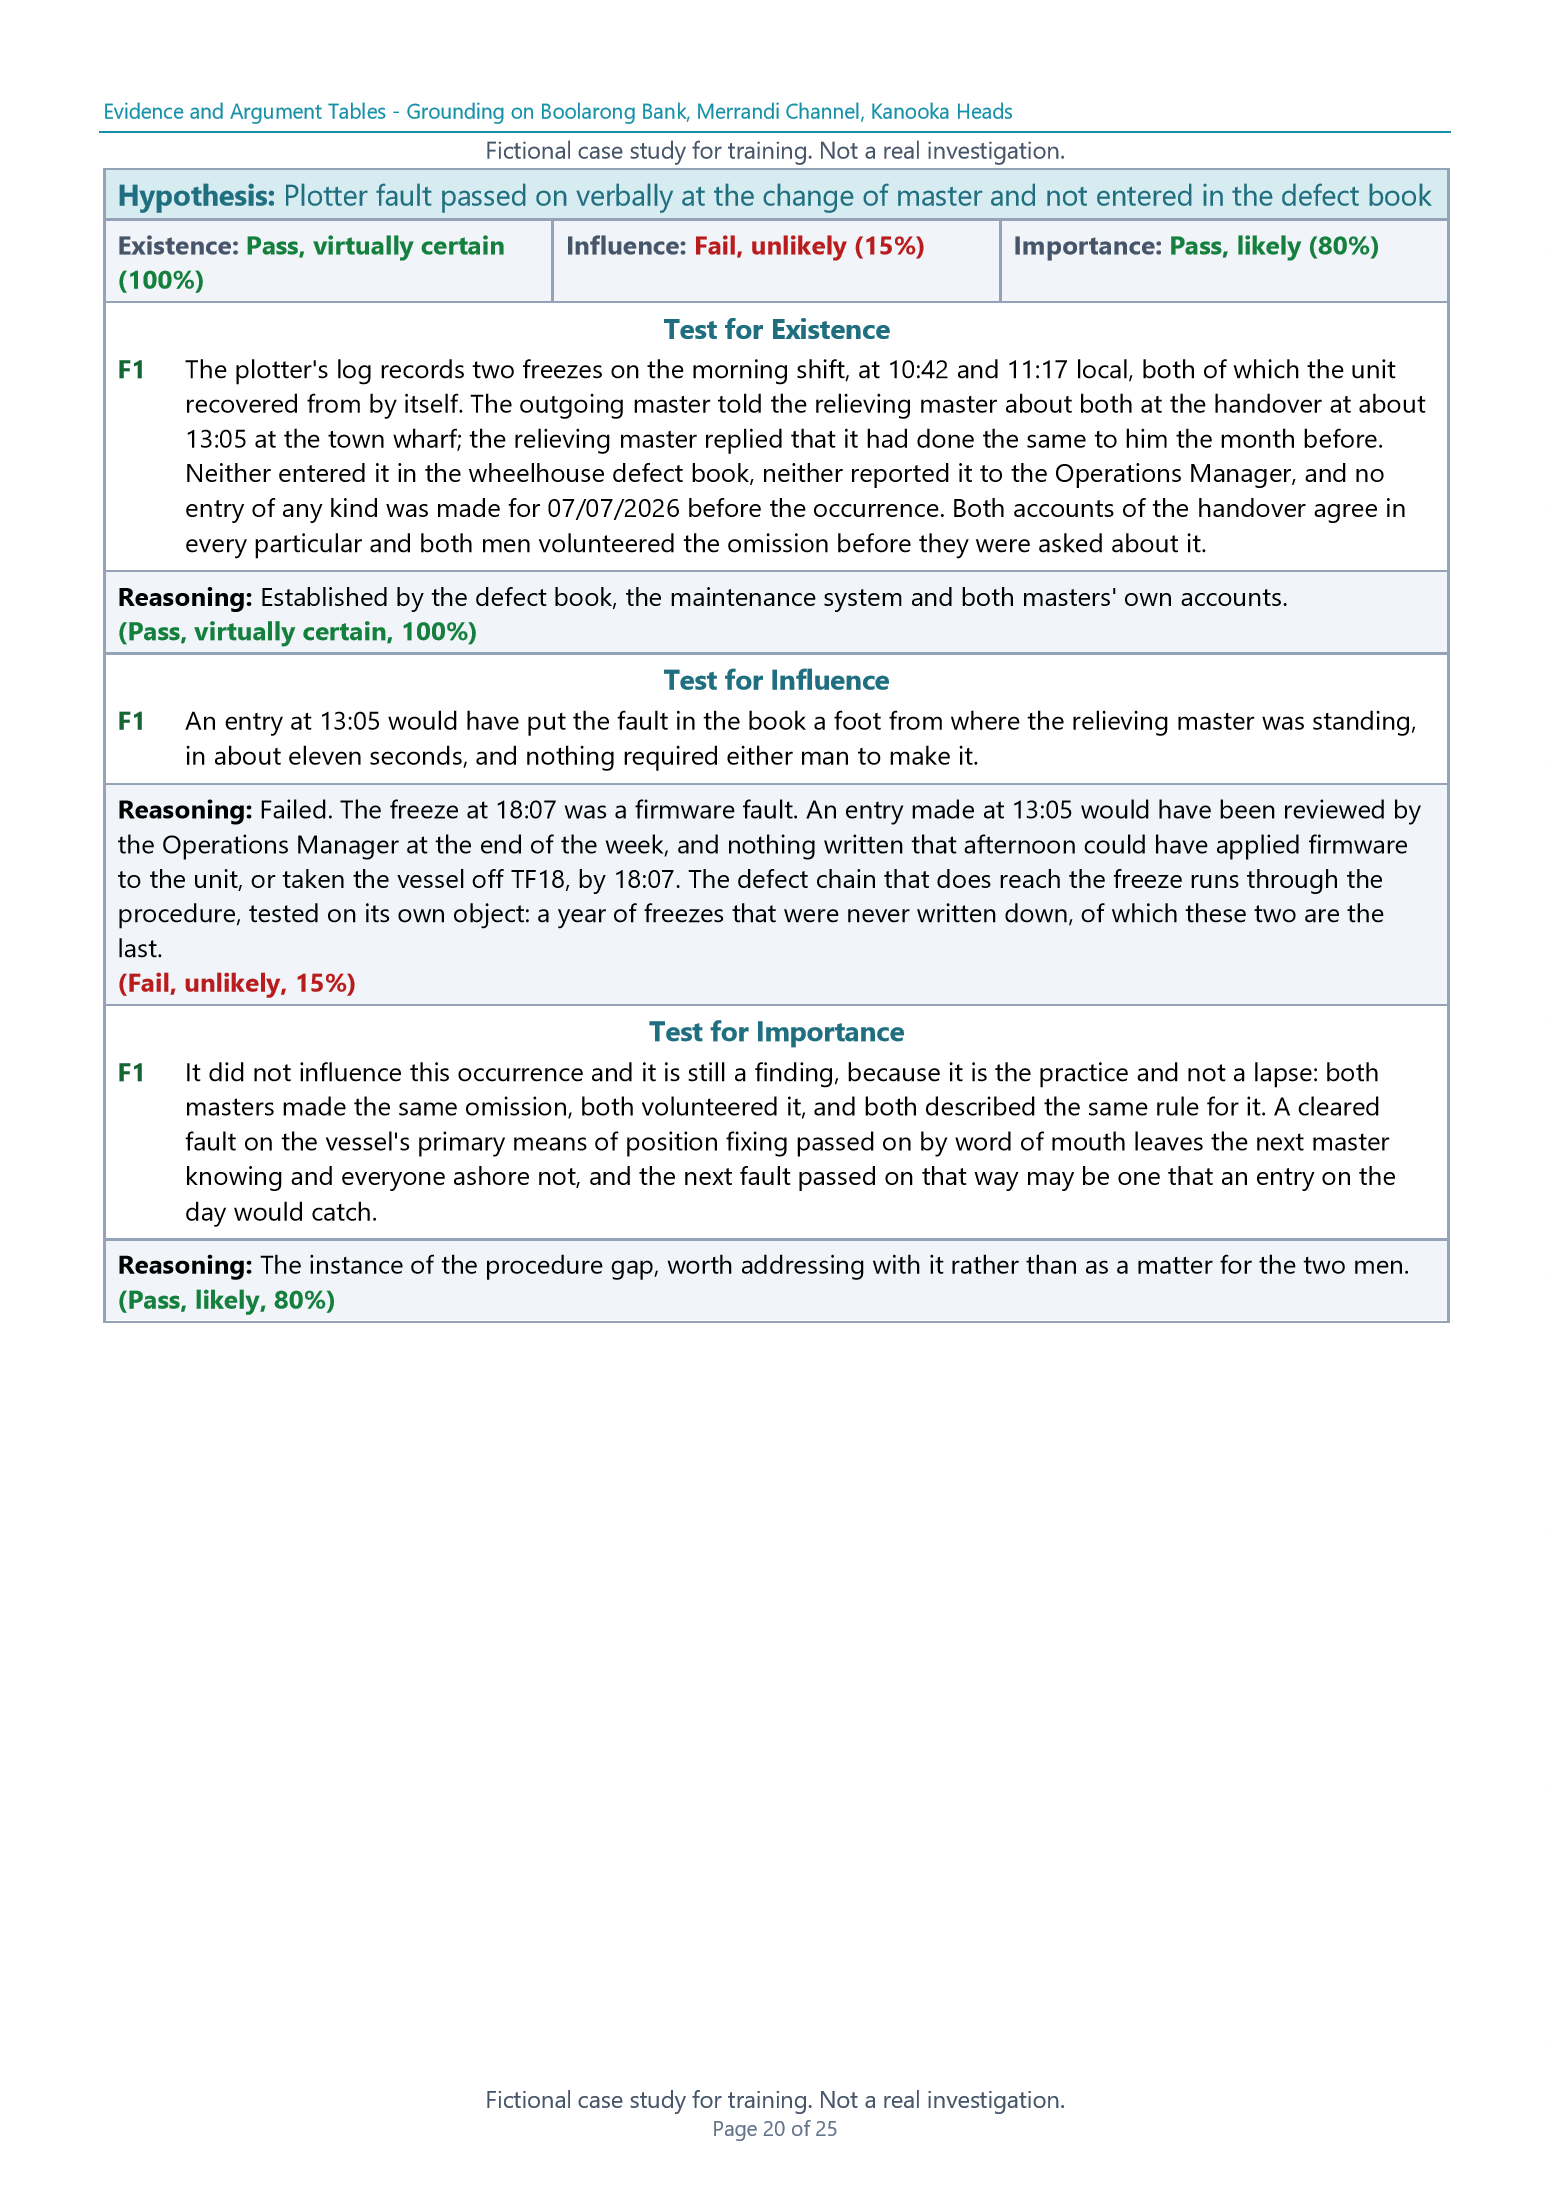 Evidence and Argument Tables - Grounding on Boolarong Bank, Merrandi Channel, Kanooka Heads
Fictional case study for training. Not a real investigation.
Hypothesis: Plotter fault passed on verbally at the change of master and not entered in the defect book
Existence: Pass, virtually certain
(100%)
Influence: Fail, unlikely (15%)
Importance: Pass, likely (80%)
Test for Existence
F1 The plotter's log records two freezes on the morning shift, at 10:42 and 11:17 local, both of which the unit
recovered from by itself. The outgoing master told the relieving master about both at the handover at about
13:05 at the town wharf; the relieving master replied that it had done the same to him the month before.
Neither entered it in the wheelhouse defect book, neither reported it to the Operations Manager, and no
entry of any kind was made for 07/07/2026 before the occurrence. Both accounts of the handover agree in
every particular and both men volunteered the omission before they were asked about it.
Reasoning: Established by the defect book, the maintenance system and both masters' own accounts.
(Pass, virtually certain, 100%)
Test for Influence
F1 An entry at 13:05 would have put the fault in the book a foot from where the relieving master was standing,
in about eleven seconds, and nothing required either man to make it.
Reasoning: Failed. The freeze at 18:07 was a firmware fault. An entry made at 13:05 would have been reviewed by
the Operations Manager at the end of the week, and nothing written that afternoon could have applied firmware
to the unit, or taken the vessel off TF18, by 18:07. The defect chain that does reach the freeze runs through the
procedure, tested on its own object: a year of freezes that were never written down, of which these two are the
last.
(Fail, unlikely, 15%)
Test for Importance
F1 It did not influence this occurrence and it is still a finding, because it is the practice and not a lapse: both
masters made the same omission, both volunteered it, and both described the same rule for it. A cleared
fault on the vessel's primary means of position fixing passed on by word of mouth leaves the next master
knowing and everyone ashore not, and the next fault passed on that way may be one that an entry on the
day would catch.
Reasoning: The instance of the procedure gap, worth addressing with it rather than as a matter for the two men.
(Pass, likely, 80%)
Fictional case study for training. Not a real investigation.
Page 20 of 25